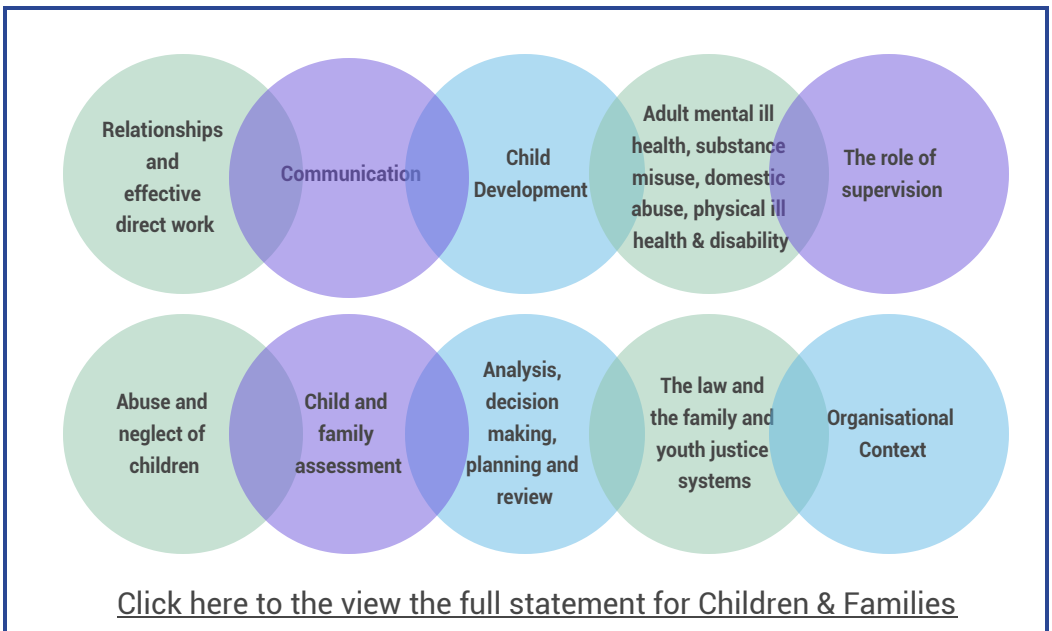 Relationships
and
effective
direct work
Communication
Child
Development
Adult mental ill
health, substance
misuse, domestic
abuse, physical ill
health & disability
The role of
supervision
Abuse and
neglect of
children
Child and
family
assessment
Analysis,
decision
making,
planning and
review
The law and
the family and
youth justice
systems
Organisational
Context
Click here to the view the full statement for Children & Families